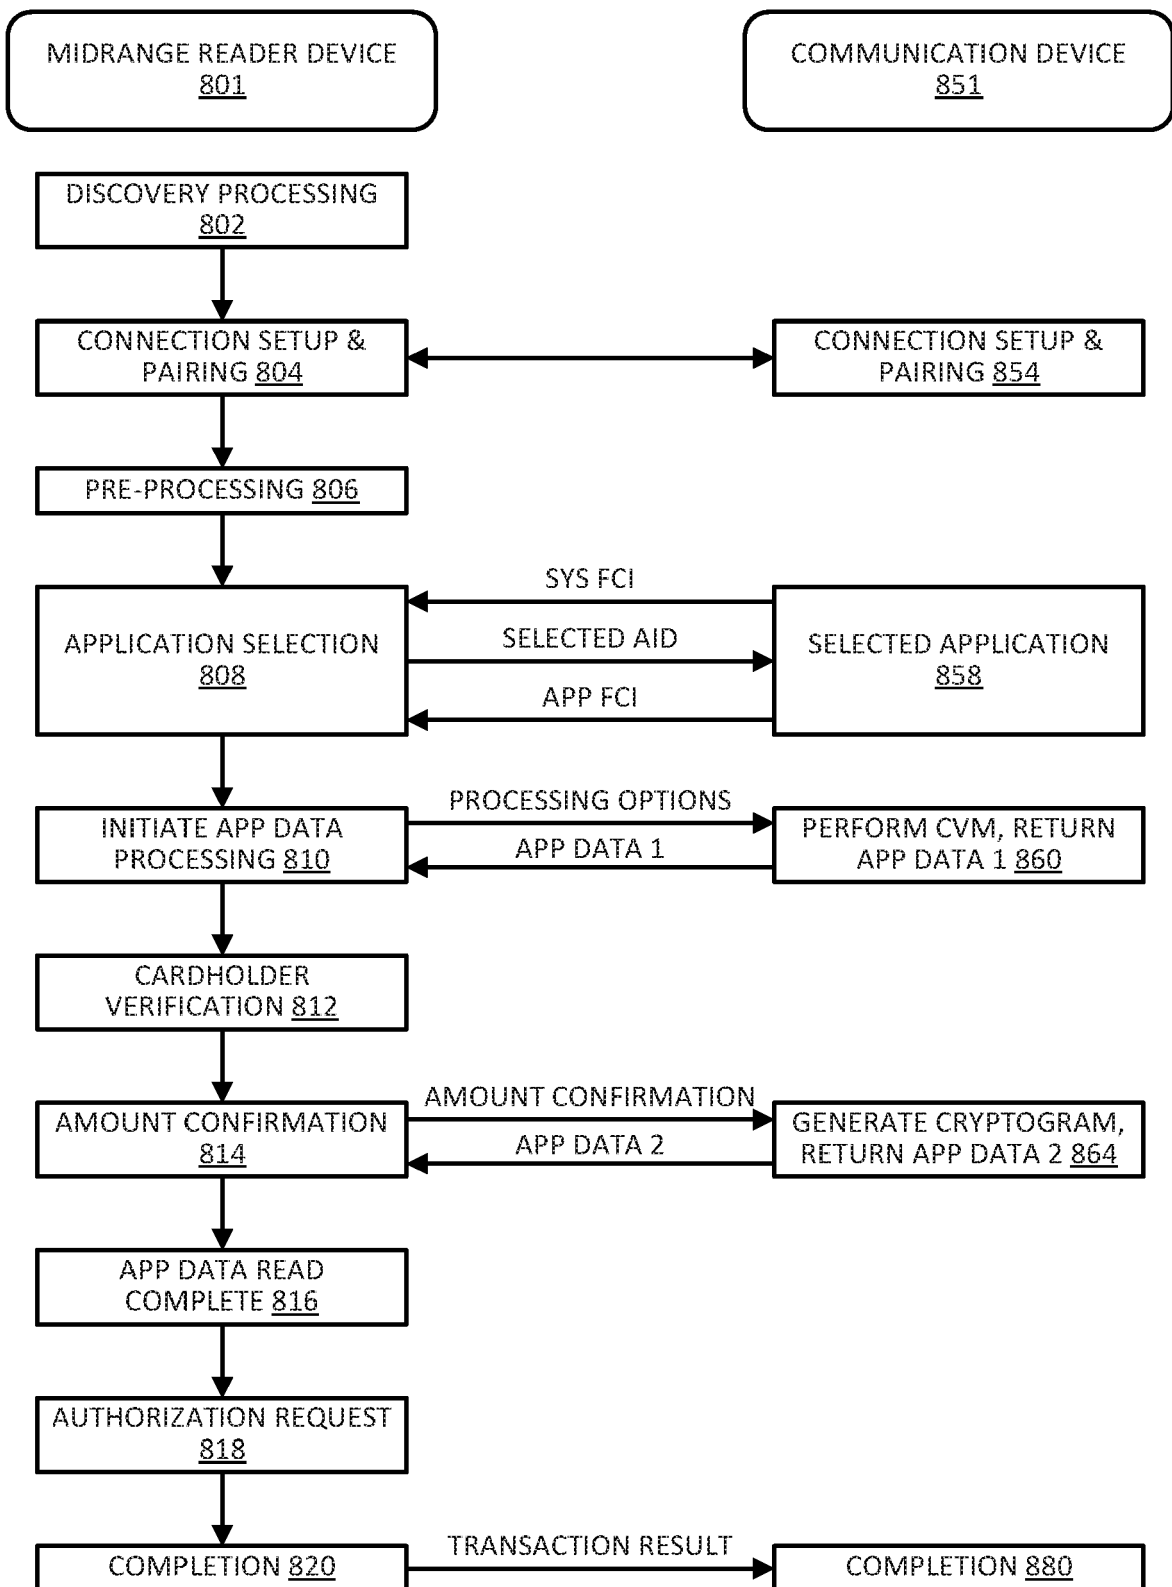 MIDRANGE READER DEVICE
801
COMMUNICATION DEVICE
851
DISCOVERY PROCESSING
802
CONNECTION SETUP &
PAIRING 804
CONNECTION SETUP &
PAIRING 854
PRE-PROCESSING 806
APPLICATION SELECTION
808
SYS FCI
SELECTED AID
APP FCI
SELECTED APPLICATION
858
INITIATE APP DATA
PROCESSING 810
PROCESSING OPTIONS
APP DATA 1
PERFORM CVM, RETURN
APP DATA 1 860
CARDHOLDER
VERIFICATION 812
AMOUNT CONFIRMATION
814
AMOUNT CONFIRMATION
APP DATA 2
GENERATE CRYPTOGRAM,
RETURN APP DATA 2 864
APP DATA READ
COMPLETE 816
AUTHORIZATION REQUEST
818
COMPLETION 820
TRANSACTION RESULT
COMPLETION 880